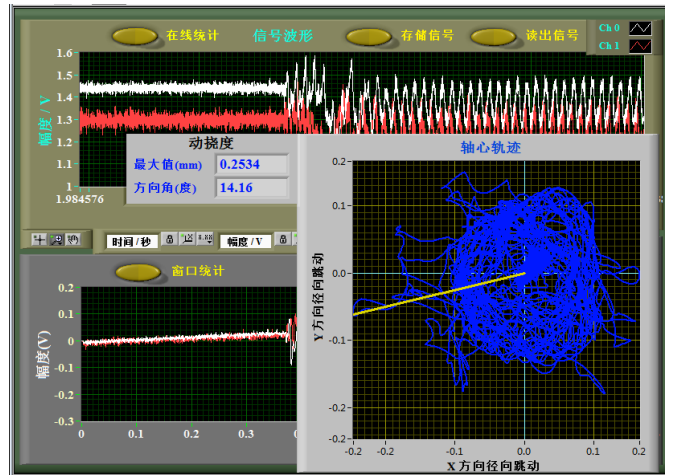 在线统计
信号波形
存储信号
读出信号
Ch 0
Ch 1
幅度 / V
1.6
1.5
1.4
1.3
1.2
1.1
1
1.984576
动挠度
最大值(mm) 0.2534
方向角(度) 14.16
时间 / 秒
幅度 / V
窗口统计
幅度(V)
0.2
0.1
0
-0.1
-0.2
-0.3
0 0.1 0.2 0.3
轴心轨迹
Y 方向径向跳动
0.2
0.1
0.0
-0.1
-0.2
-0.2
-0.2 -0.2 -0.1 0.0 0.1 0.2
X 方向径向跳动